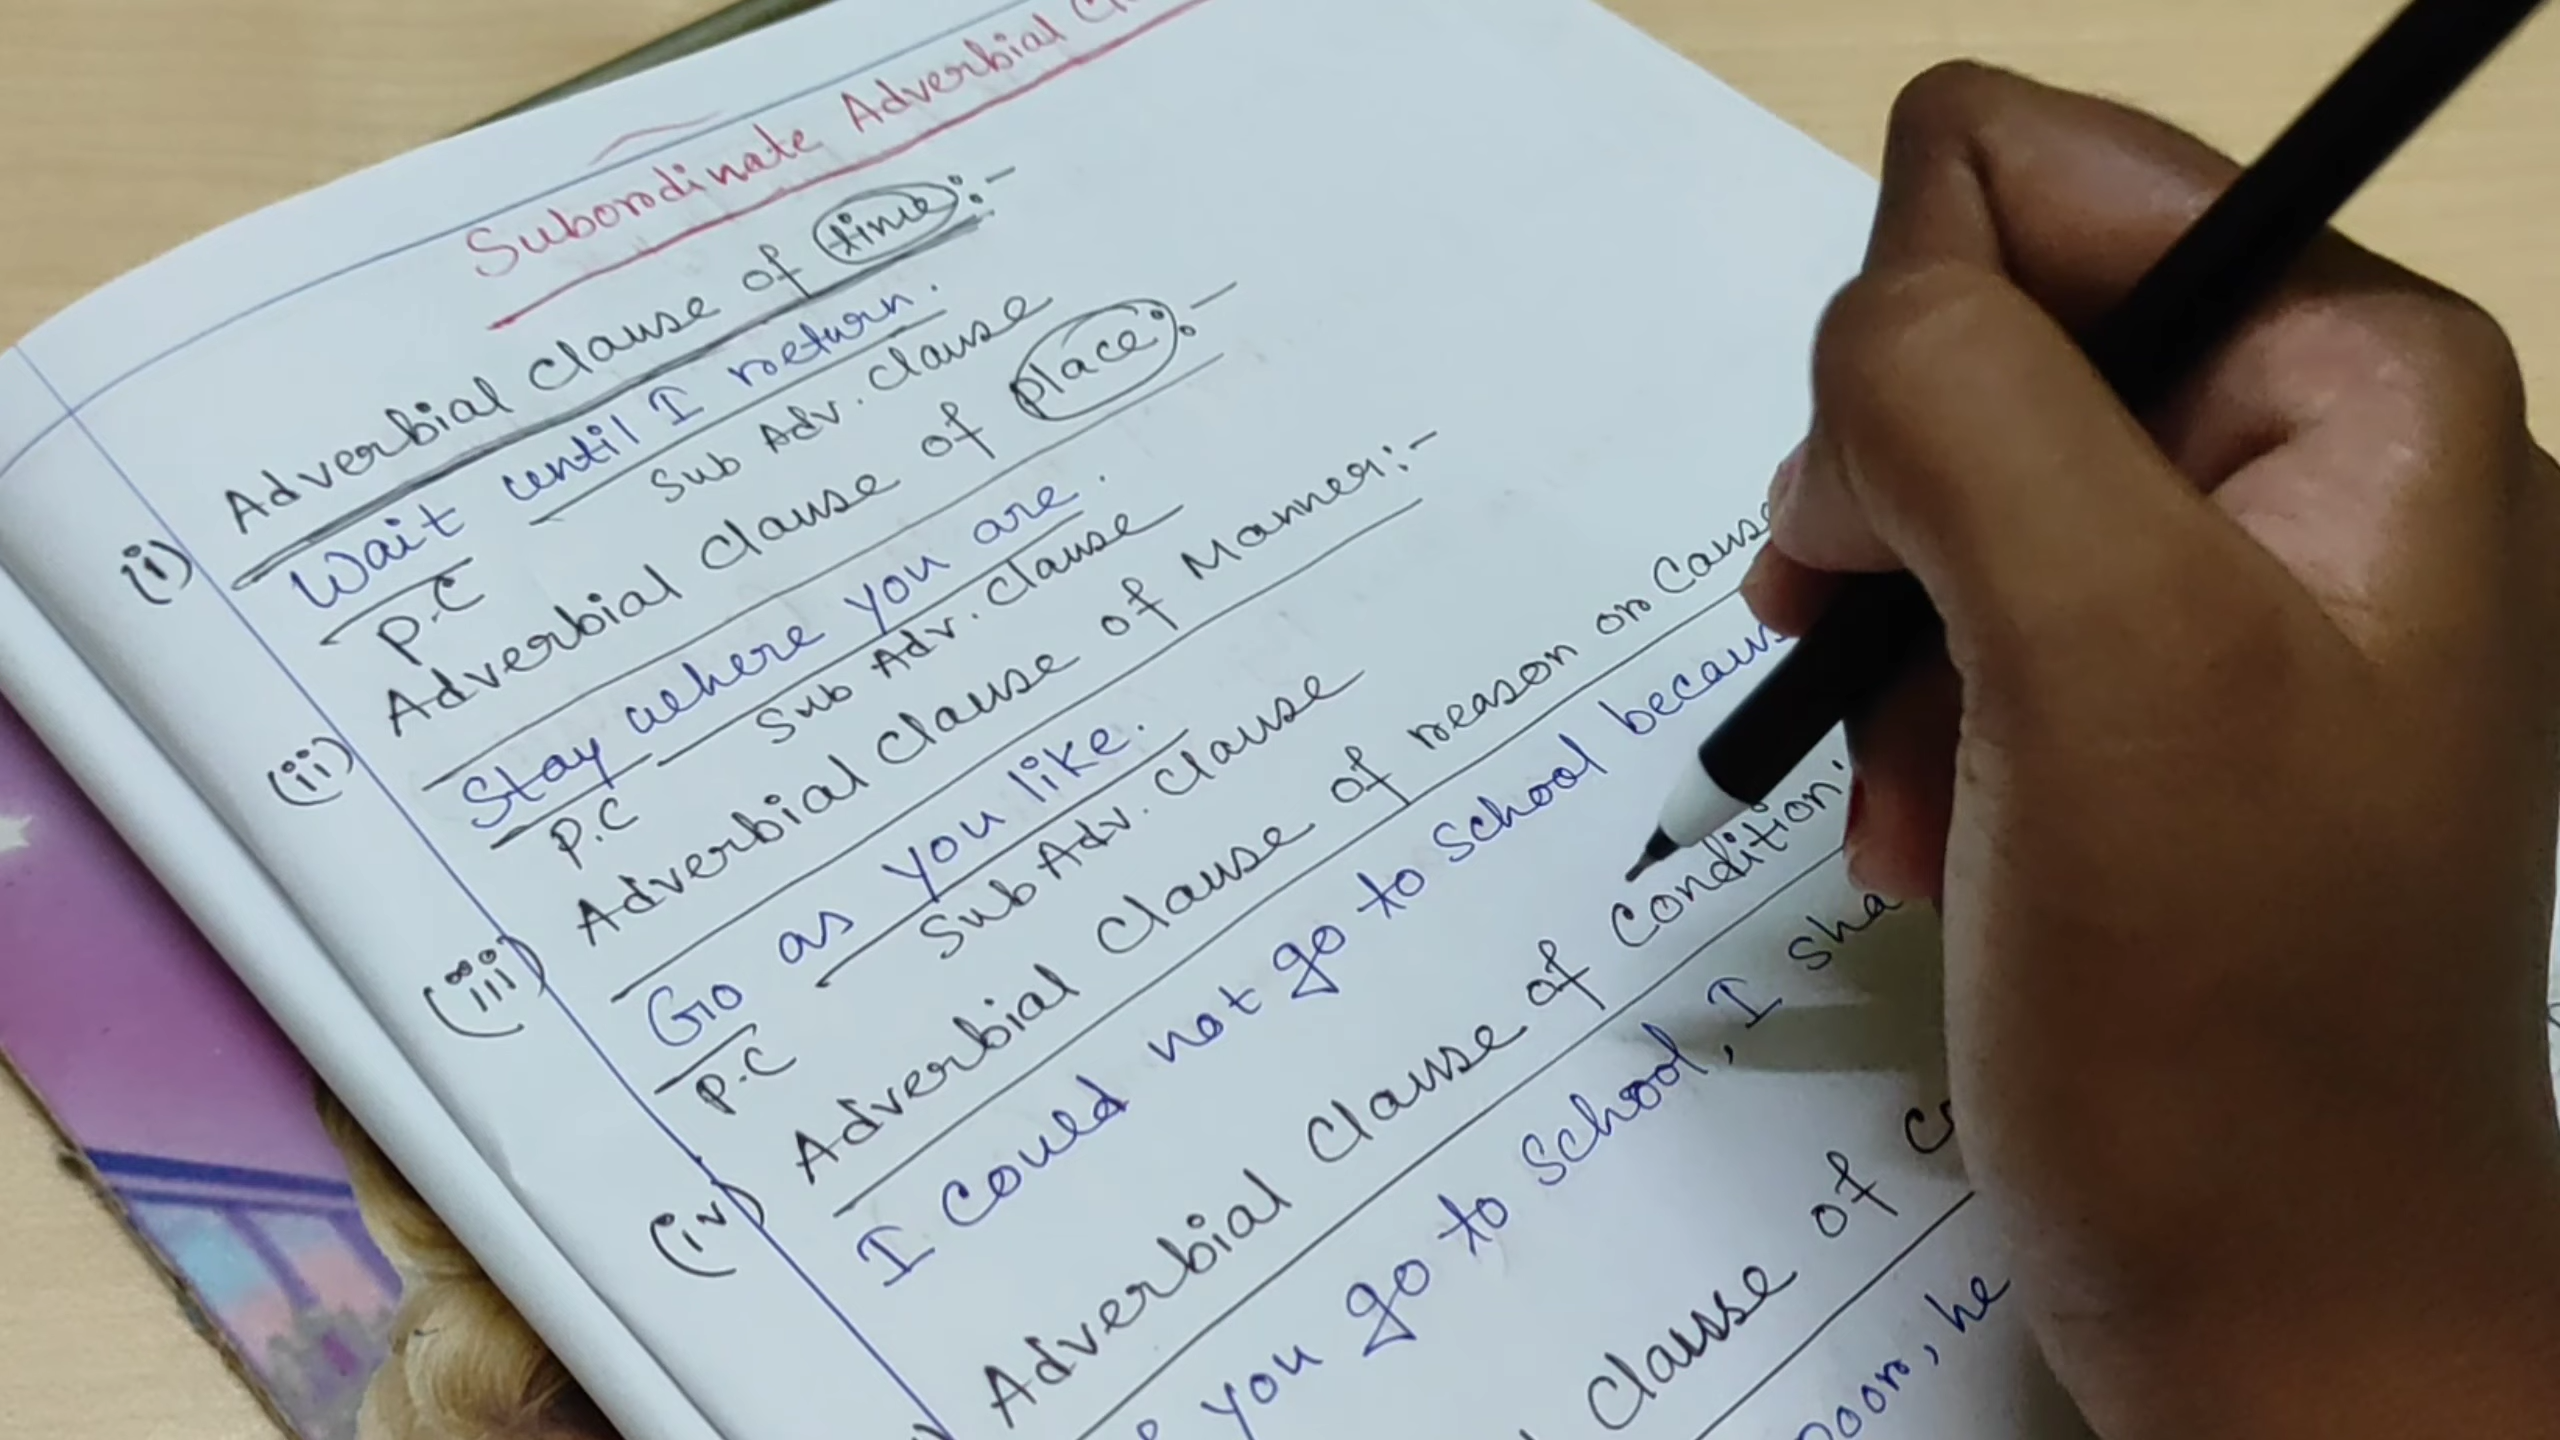 Subordinate Adverbial
(i) Adverbial Clause of time:-
Wait until I return.
P.C Sub Adv. Clause
(ii) Adverbial Clause of place:-
Stay where you are.
P.C Sub Adv. Clause
(iii) Adverbial Clause of Manner:-
Go as you like.
P.C Sub Adv. Clause
(iv) Adverbial Clause of reason or Cause
I could not go to school
Adverbial Clause of Condition:
you go to school, I
Clause of
poor, he